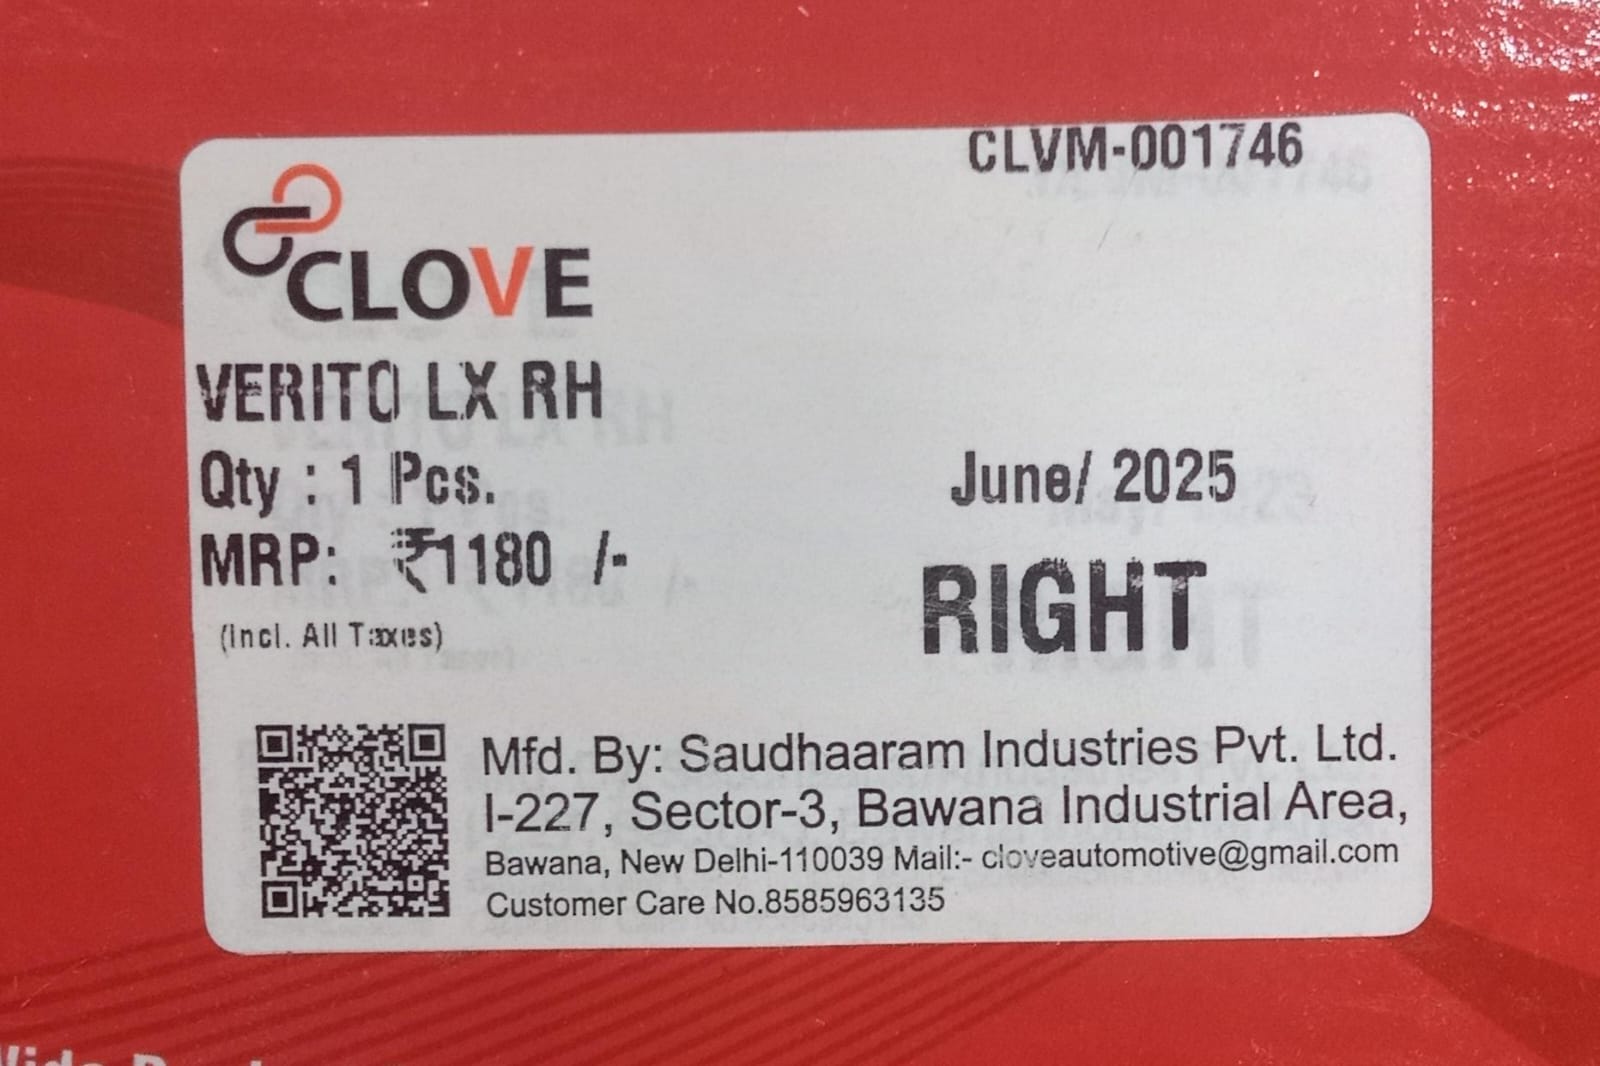 CLVM-001746
CLOVE
VERITO LX RH
Qty : 1 Pcs.
June/ 2025
MRP: ₹1180 /-
RIGHT
(Incl. All Taxes)
Mfd. By: Saudhaaram Industries Pvt. Ltd.
I-227, Sector-3, Bawana Industrial Area,
Bawana, New Delhi-110039 Mail:- cloveautomotive@gmail.com
Customer Care No.8585963135